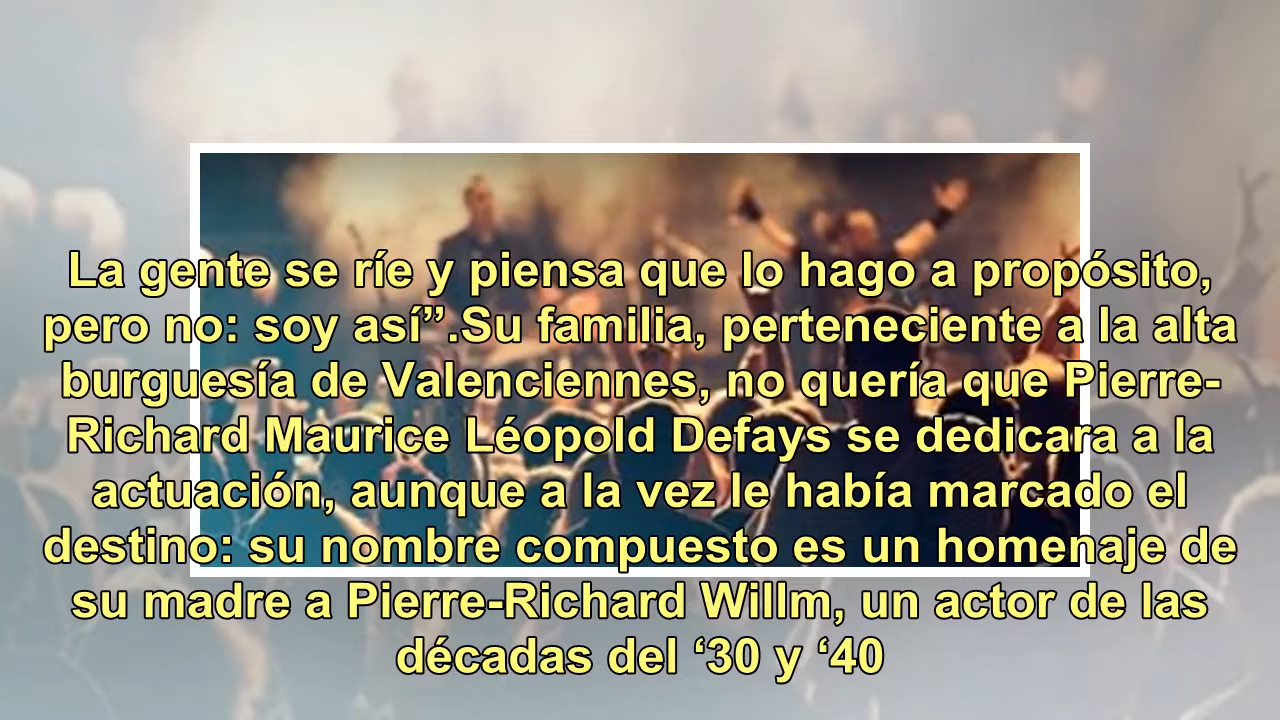 La gente se ríe y piensa que lo hago a propósito,
pero no: soy así”.Su familia, perteneciente a la alta
burguesía de Valenciennes, no quería que Pierre-
Richard Maurice Léopold Defays se dedicara a la
actuación, aunque a la vez le había marcado el
destino: su nombre compuesto es un homenaje de
su madre a Pierre-Richard Willm, un actor de las
décadas del ‘30 y ‘40